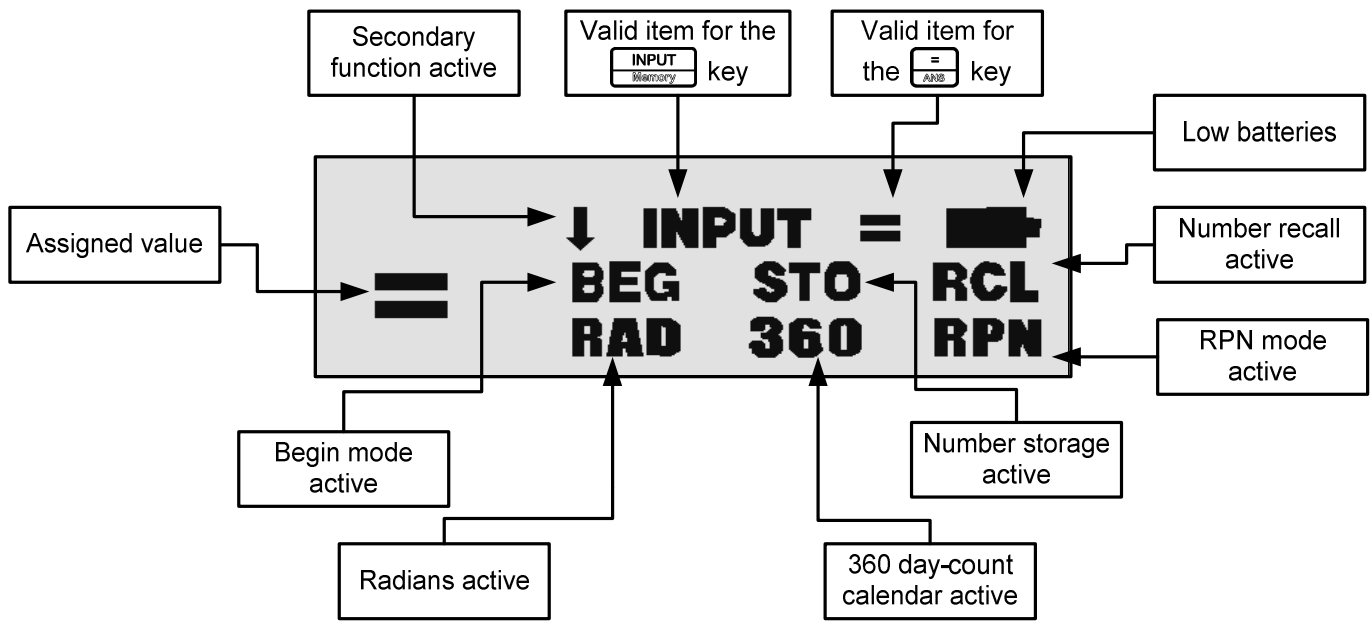 Secondary
function active
Valid item for the
INPUT
Memory
key
Valid item for
the
=
ANS
key
Low batteries
Assigned value
=
↓ INPUT =
BEG STO RCL
RAD 360 RPN
Number recall
active
RPN mode
active
Begin mode
active
Number storage
active
Radians active
360 day-count
calendar active